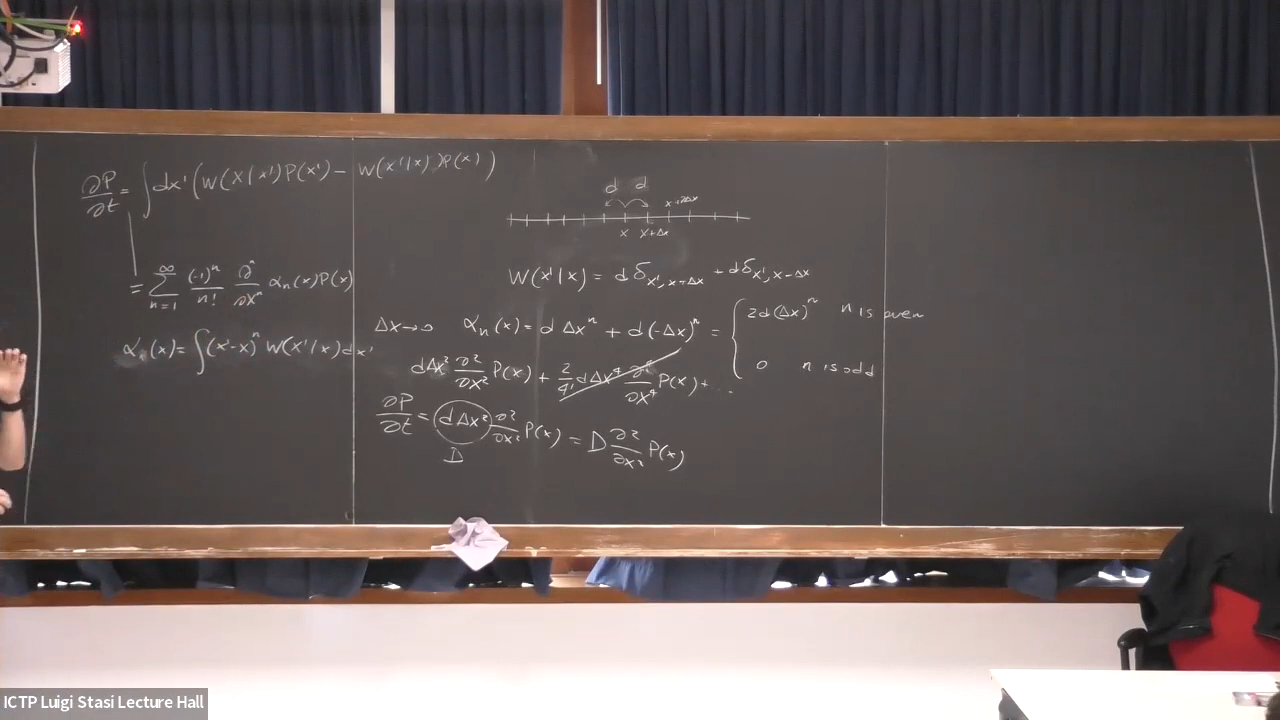 ∂P/∂t = ∫dx'(W(x|x')P(x') − W(x'|x)P(x))
= ∑_{n=1}^{∞} (-1)^n/n! ∂^n/∂x^n α_n(x)P(x)
α_n(x) = ∫(x'-x)^n W(x'|x)dx'
d d
x+2Δx
x x+Δx
W(x'|x) = d δ_{x',x+Δx} + d δ_{x',x-Δx}
Δx→0 α_n(x) = d Δx^n + d(-Δx)^n = { 2d(Δx)^n n is even
0 n is odd
dΔx² ∂²/∂x² P(x) + 2/4! dΔx⁴ ∂⁴/∂x⁴ P(x) + ...
∂P/∂t = dΔx² ∂²/∂x² P(x) = D ∂²/∂x² P(x)
D
ICTP Luigi Stasi Lecture Hall